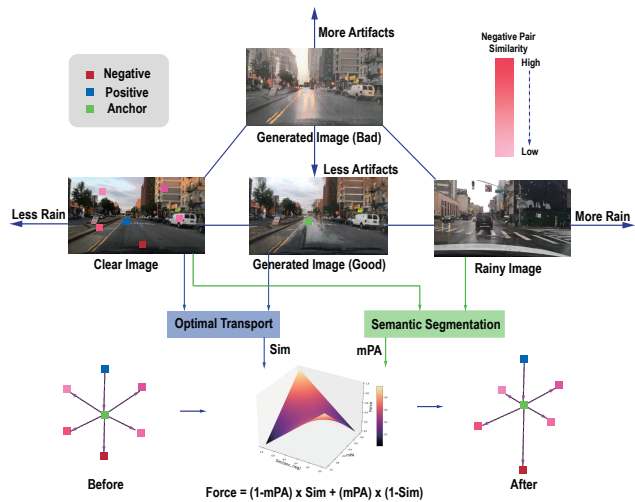 More Artifacts
Negative
Positive
Anchor
Negative Pair
Similarity
High
Low
Generated Image (Bad)
Less Artifacts
Less Rain
More Rain
Clear Image
Generated Image (Good)
Rainy Image
Optimal Transport
Semantic Segmentation
Sim
mPA
Before
After
Force = (1-mPA) x Sim + (mPA) x (1-Sim)